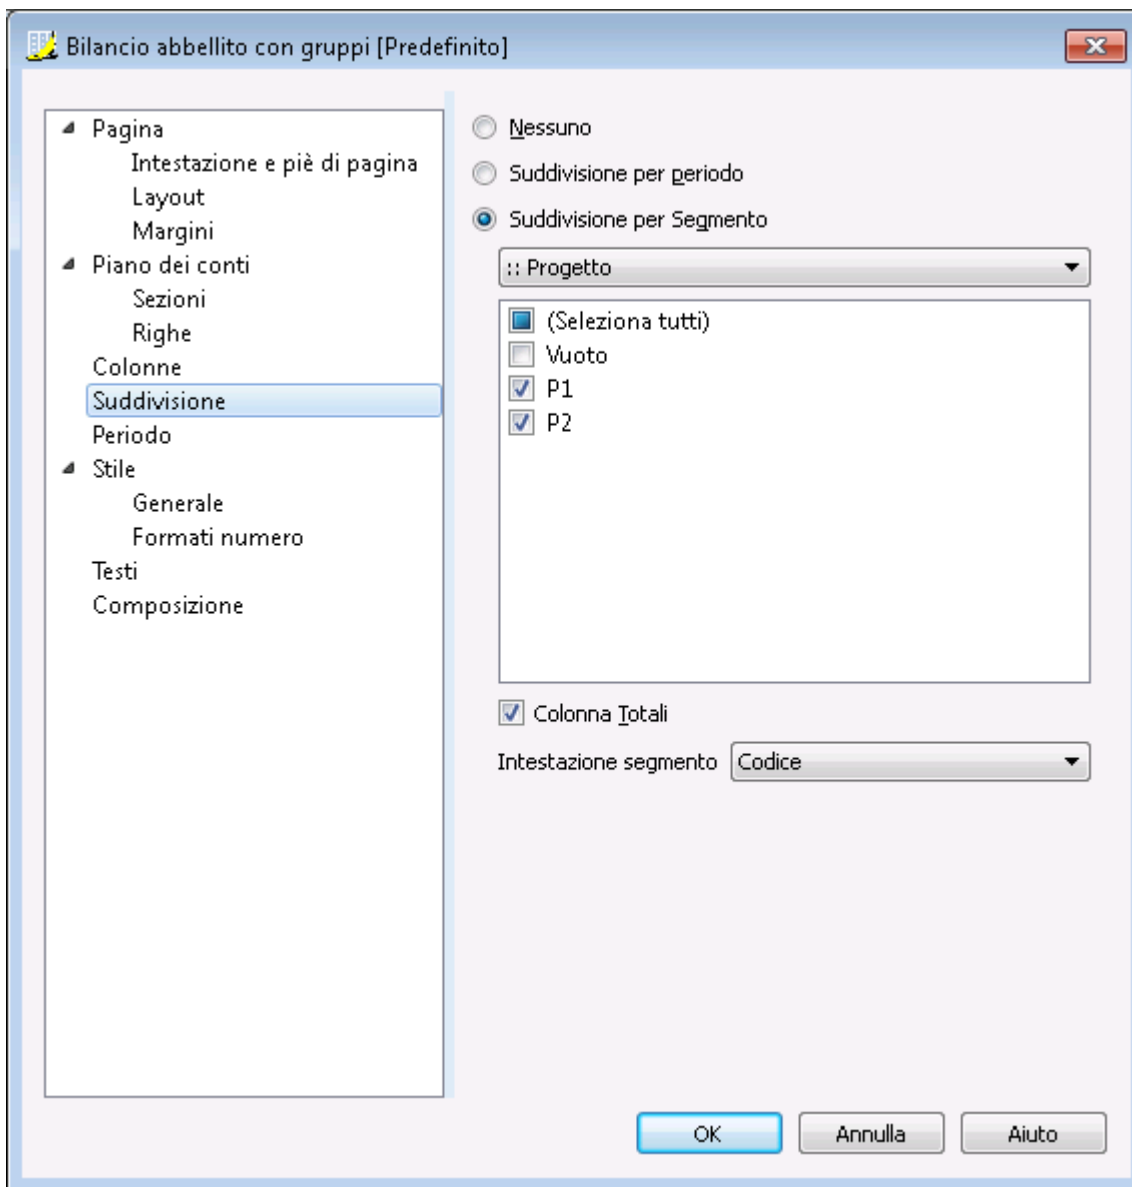 Bilancio abbellito con gruppi [Predefinito]
Pagina
Intestazione e piè di pagina
Layout
Margini
Piano dei conti
Sezioni
Righe
Colonne
Suddivisione
Periodo
Stile
Generale
Formati numero
Testi
Composizione
Nessuno
Suddivisione per periodo
Suddivisione per Segmento
:: Progetto
(Seleziona tutti)
Vuoto
P1
P2
Colonna Totali
Intestazione segmento Codice
OK Annulla Aiuto